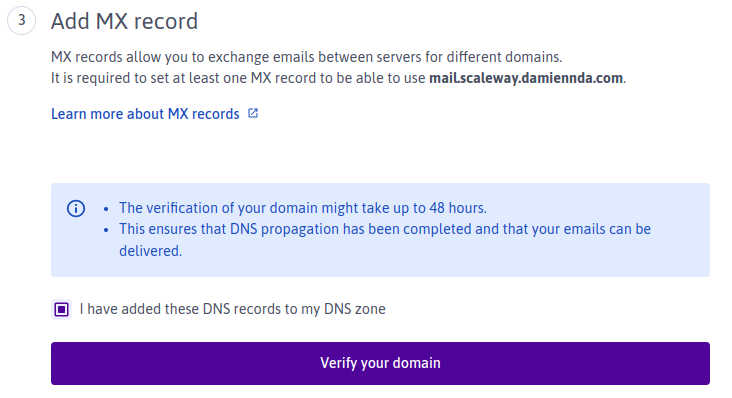 3
Add MX record
MX records allow you to exchange emails between servers for different domains.
It is required to set at least one MX record to be able to use mail.scaleway.damiennda.com.
Learn more about MX records
• The verification of your domain might take up to 48 hours.
• This ensures that DNS propagation has been completed and that your emails can be
delivered.
I have added these DNS records to my DNS zone
Verify your domain